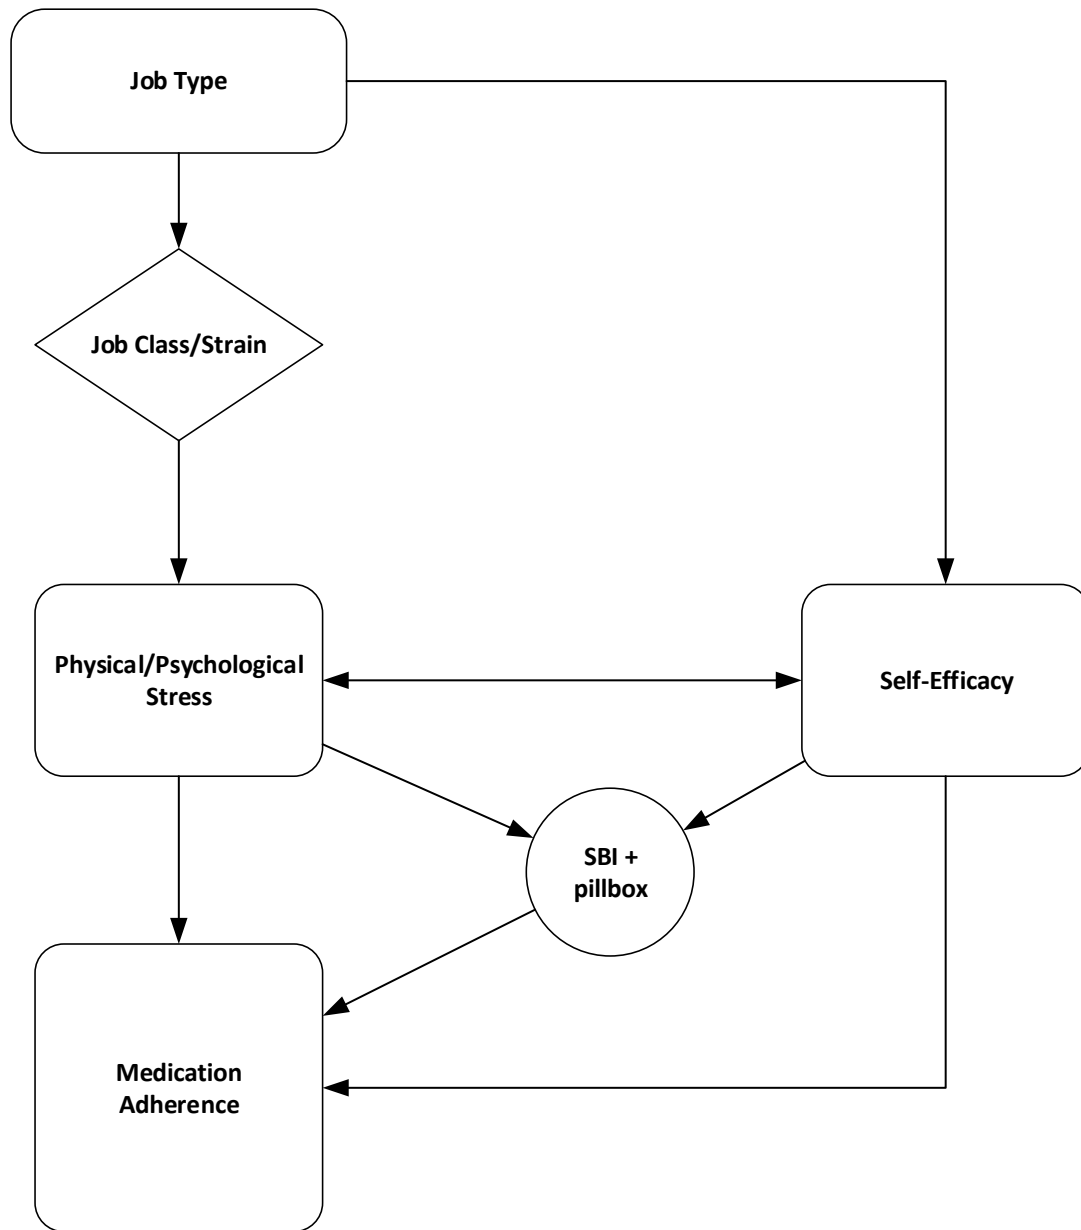 Job Type
Job Class/Strain
Physical/Psychological
Stress
Self-Efficacy
SBI +
pillbox
Medication
Adherence